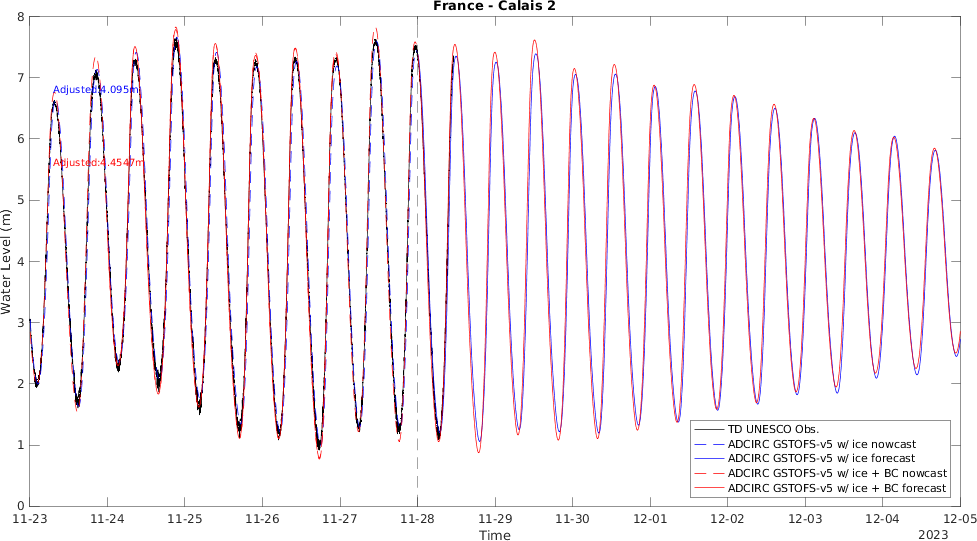 France - Calais 2
Water Level (m)
8
7
6
5
4
3
2
1
0
Adjusted:4.095m
Adjusted:4.4547m
TD UNESCO Obs.
ADCIRC GSTOFS-v5 w/ ice nowcast
ADCIRC GSTOFS-v5 w/ ice forecast
ADCIRC GSTOFS-v5 w/ ice + BC nowcast
ADCIRC GSTOFS-v5 w/ ice + BC forecast
11-23 11-24 11-25 11-26 11-27 11-28 11-29 11-30 12-01 12-02 12-03 12-04 12-05
Time
2023